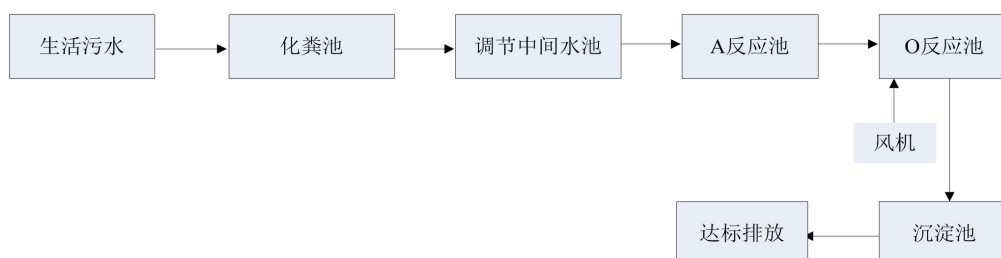 生活污水
化粪池
调节中间水池
A反应池
O反应池
风机
达标排放
沉淀池